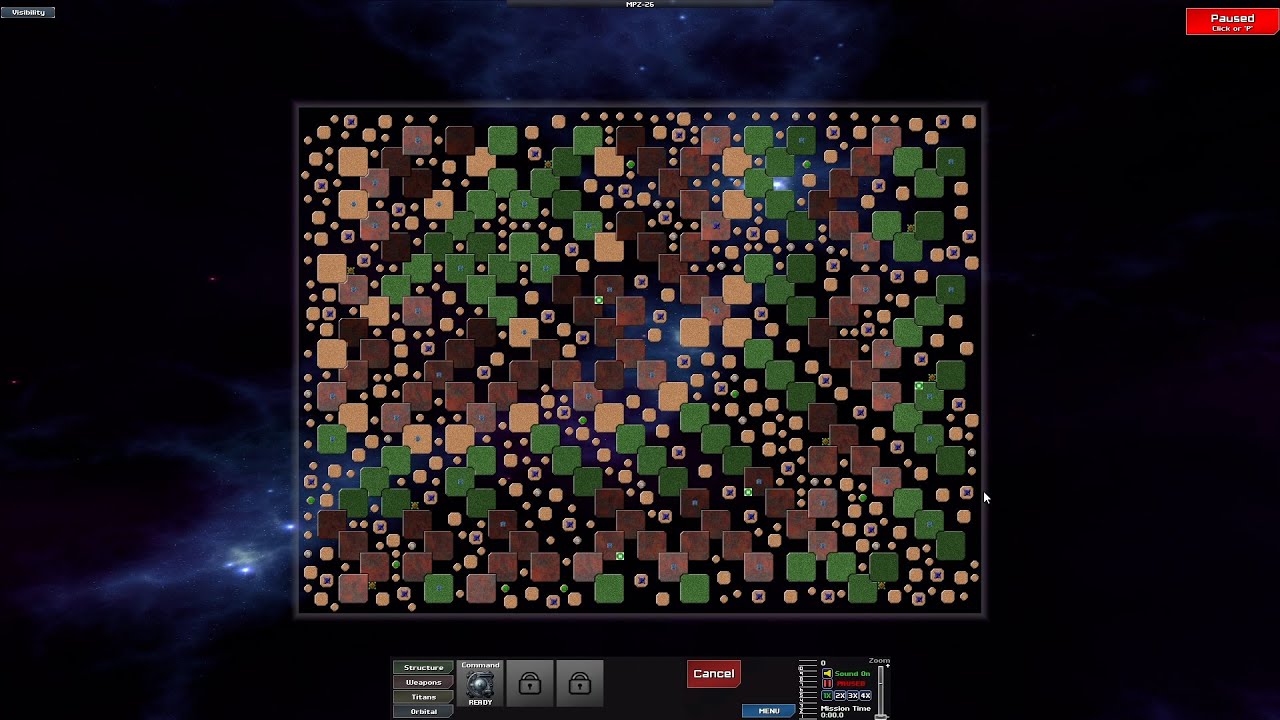 Visibility
MPZ-26
Paused
Click or 'P'
Structure
Weapons
Titans
Orbital
Command
READY
Cancel
MENU
0
Sound On
PAUSED
1X 2X 3X 4X
Mission Time
0:00.0
Zoom